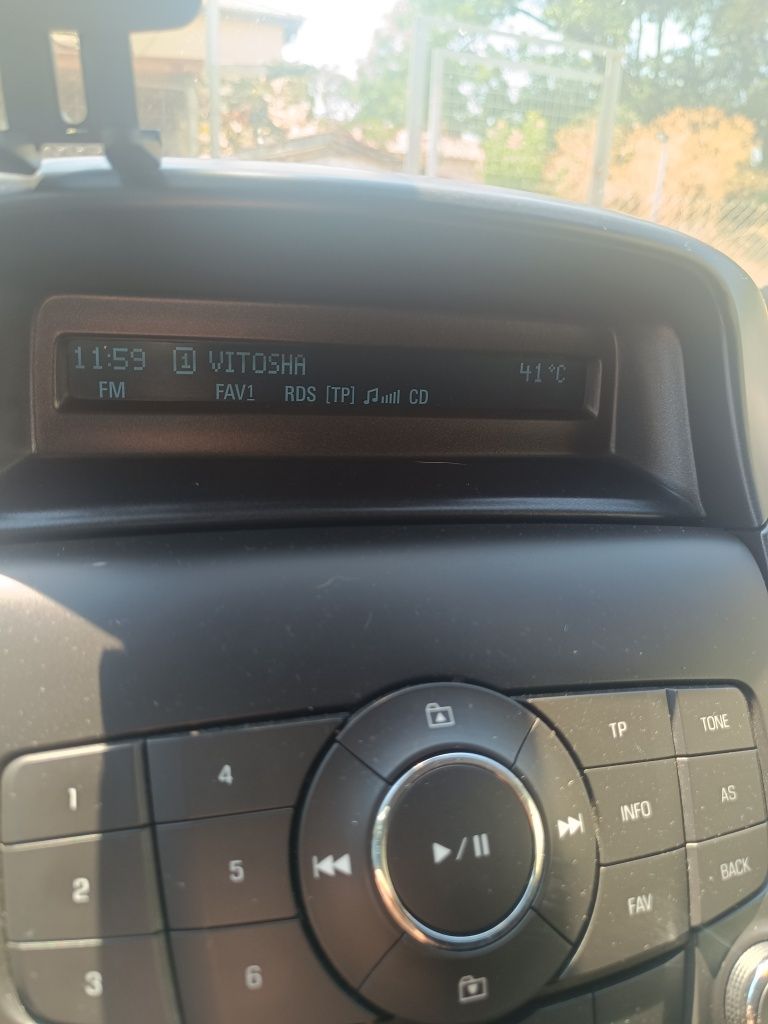 11:59 1 VITOSHA 41°C
FM FAV1 RDS [TP] CD
TP TONE
1 4
INFO AS
2 5
FAV BACK
3 6